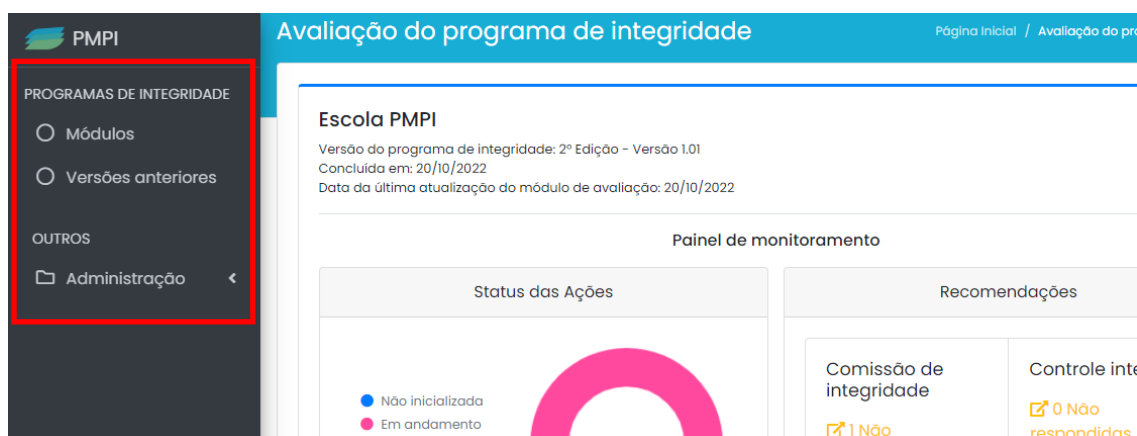 PMPI
PROGRAMAS DE INTEGRIDADE
Módulos
Versões anteriores
OUTROS
Administração
Avaliação do programa de integridade
Página Inicial / Avaliação do pro
Escola PMPI
Versão do programa de integridade: 2º Edição - Versão 1.01
Concluída em: 20/10/2022
Data da última atualização do módulo de avaliação: 20/10/2022
Painel de monitoramento
Status das Ações
Não inicializada
Em andamento
Recomendações
Comissão de
integridade
1 Não
Controle inte
0 Não
respondidas